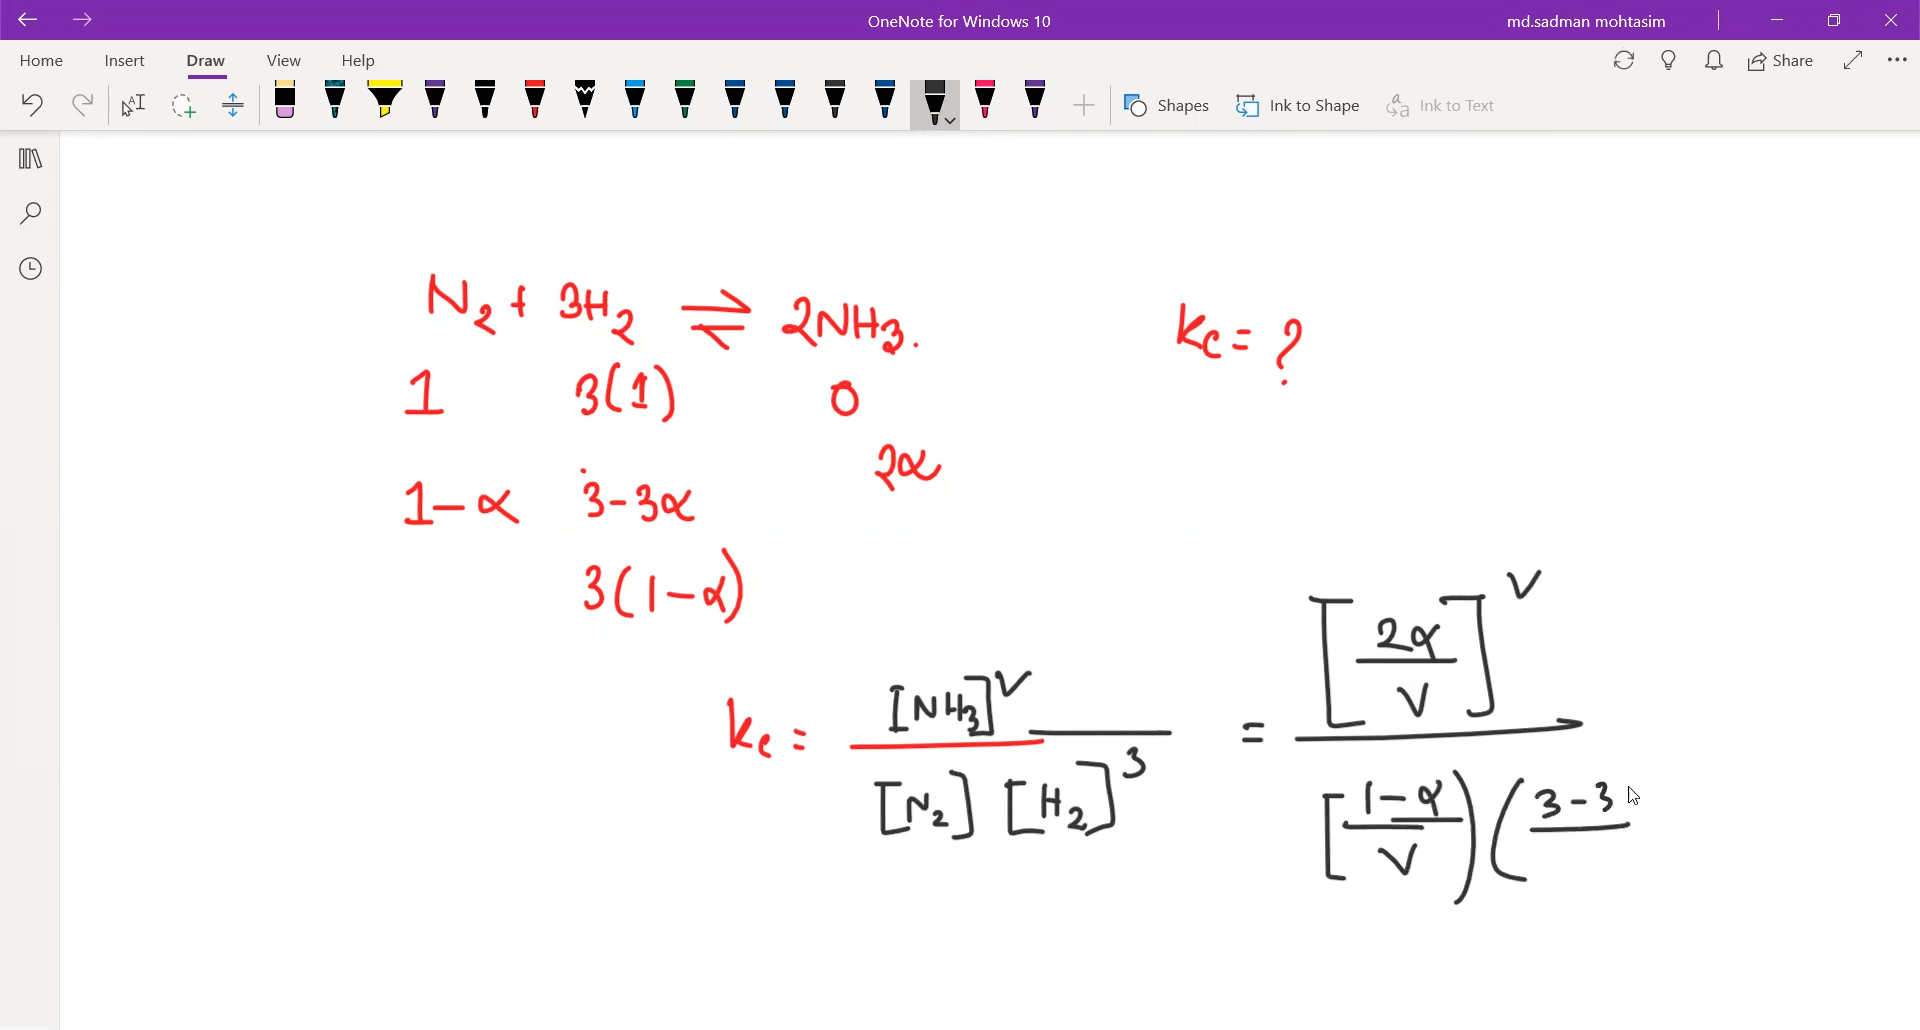 OneNote for Windows 10
md.sadman mohtasim
Home Insert Draw View Help
Share
Shapes Ink to Shape Ink to Text
N₂ + 3H₂ ⇌ 2NH₃.
Kc = ?
1 3(1) 0
2α
1-α 3-3α
3(1-α)
Kc = [NH₃]^V / [N₂] [H₂]³ = [2α/V]^V / [1-α/V) (3-3